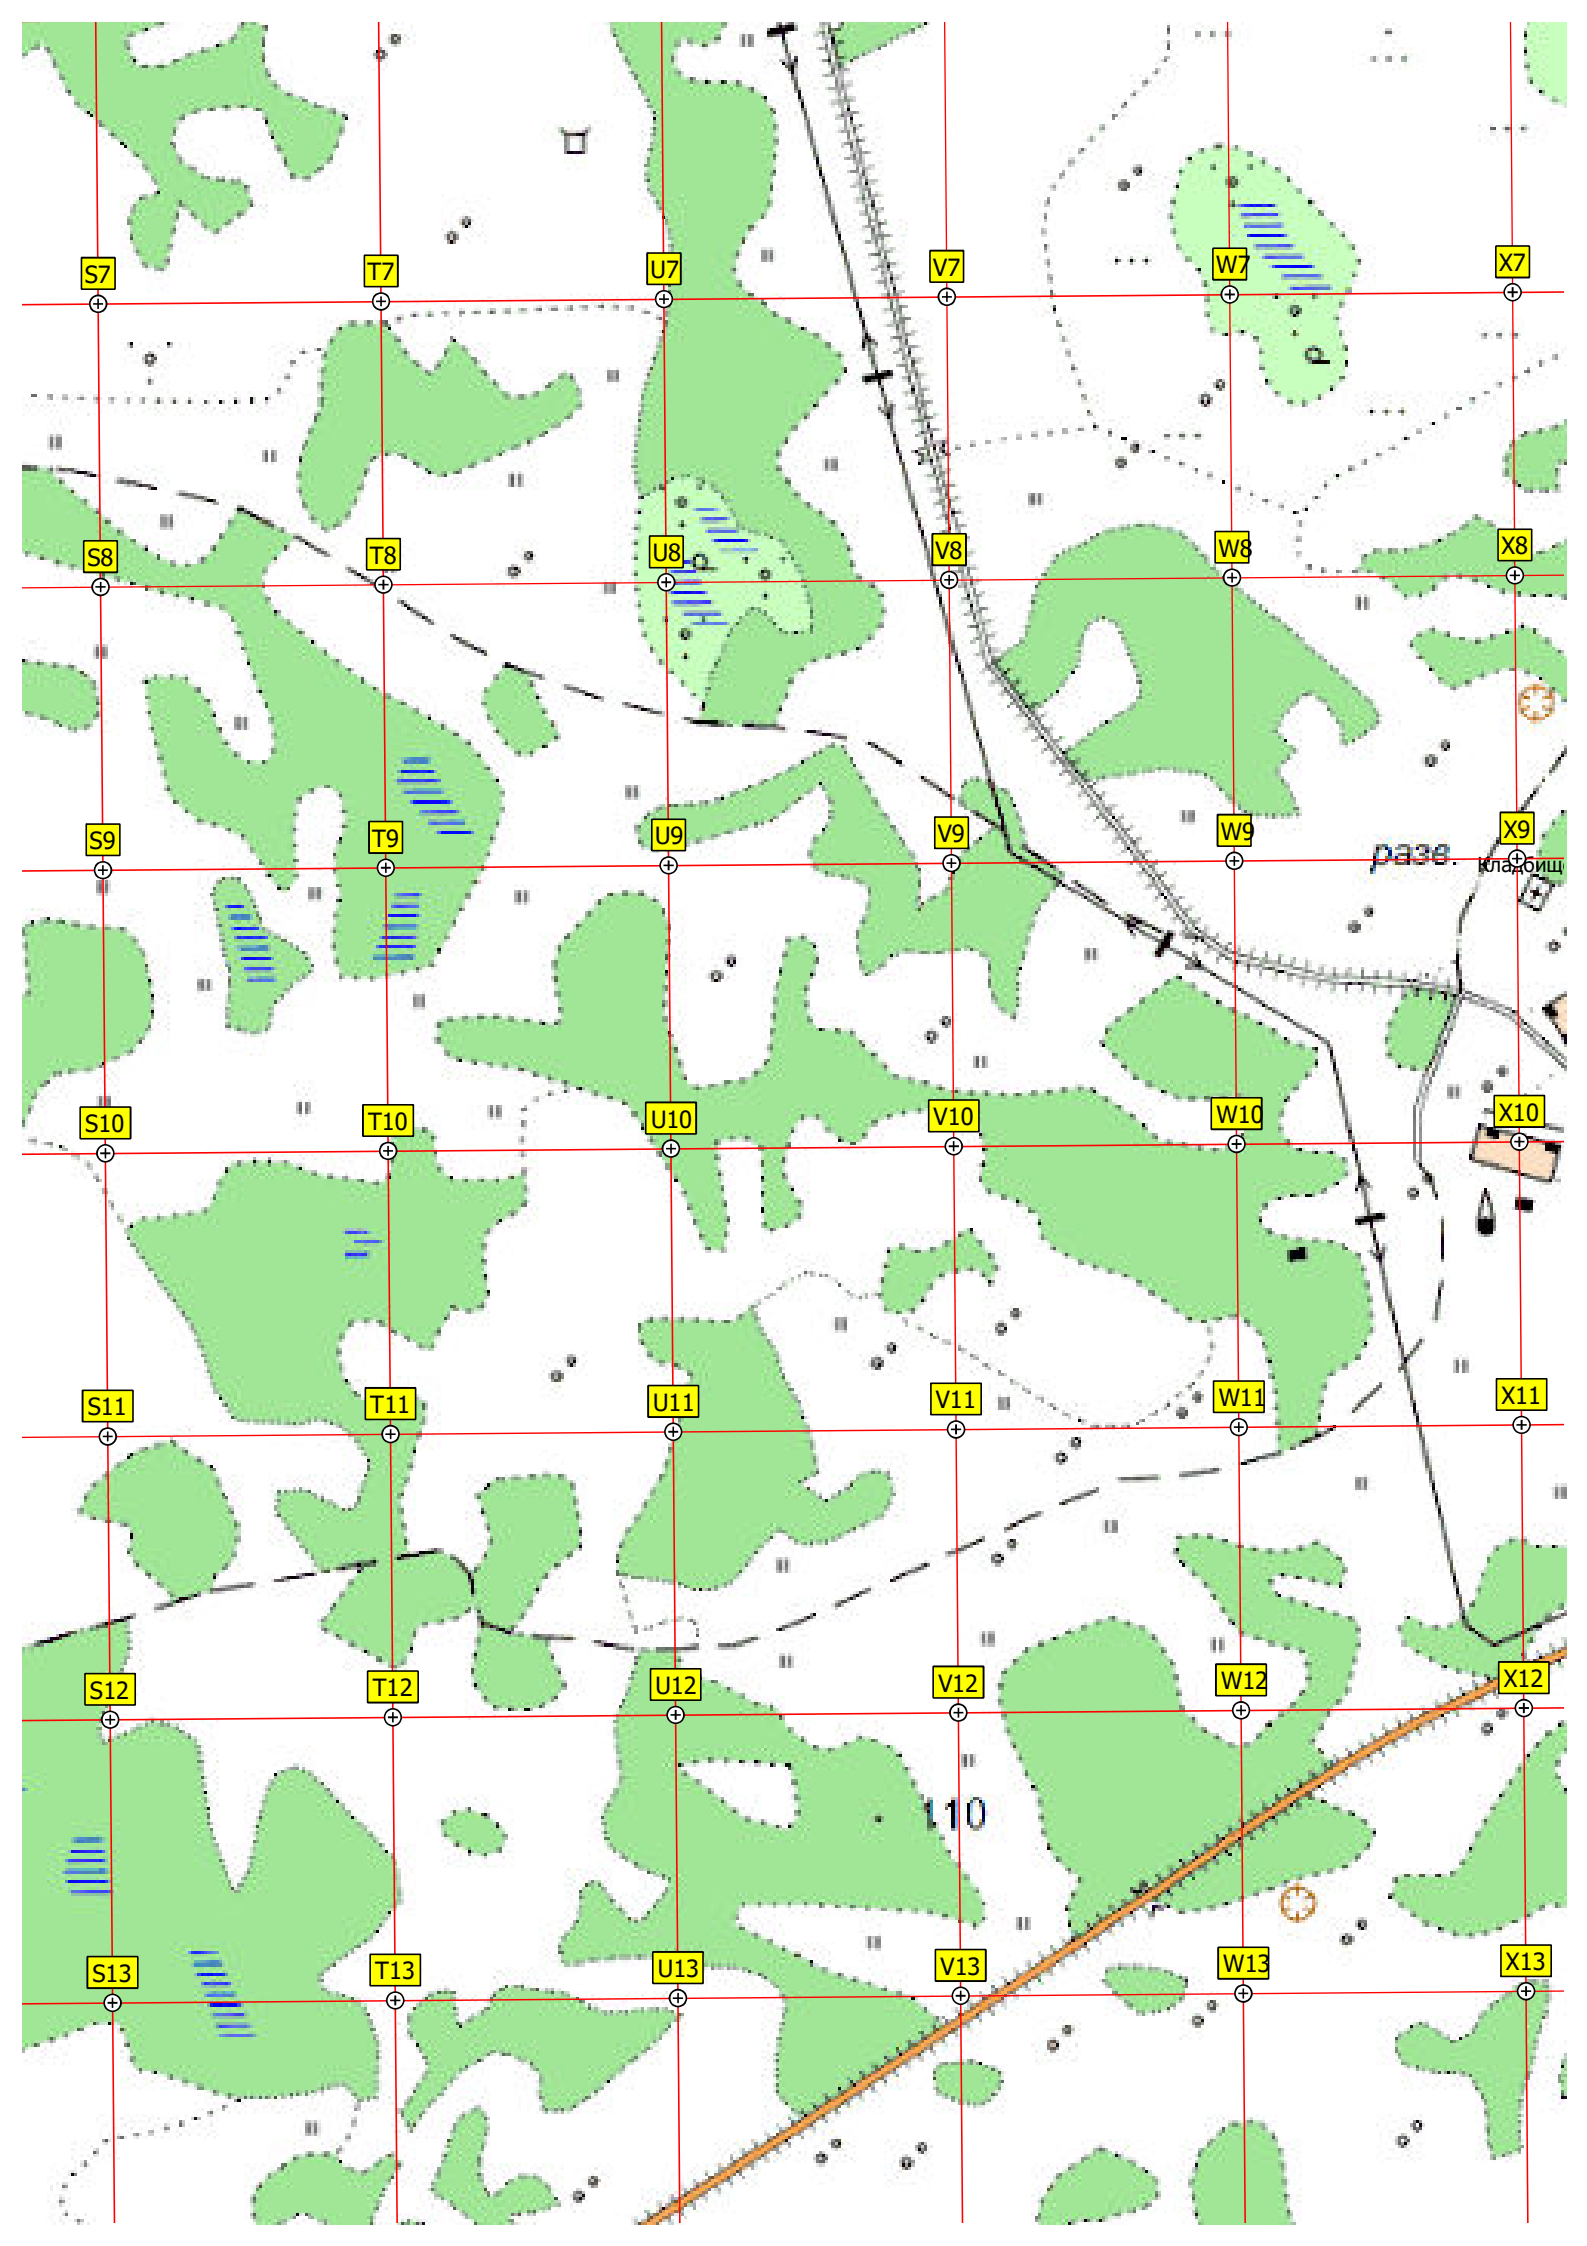 S7 T7 U7 V7 W7 X7
р
S8 T8 U8 V8 W8 X8
р
S9 T9 U9 V9 W9 X9
разв.
Кладбищ
S10 T10 U10 V10 W10 X10
S11 T11 U11 V11 W11 X11
S12 T12 U12 V12 W12 X12
110
S13 T13 U13 V13 W13 X13